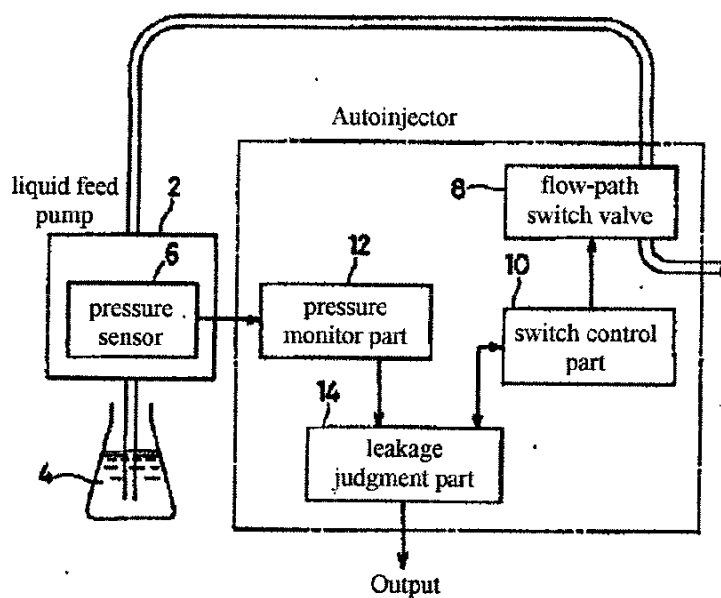 Autoinjector
liquid feed
pump
2
8
flow-path
switch valve
6
pressure
sensor
12
pressure
monitor part
10
switch control
part
14
leakage
judgment part
4
Output